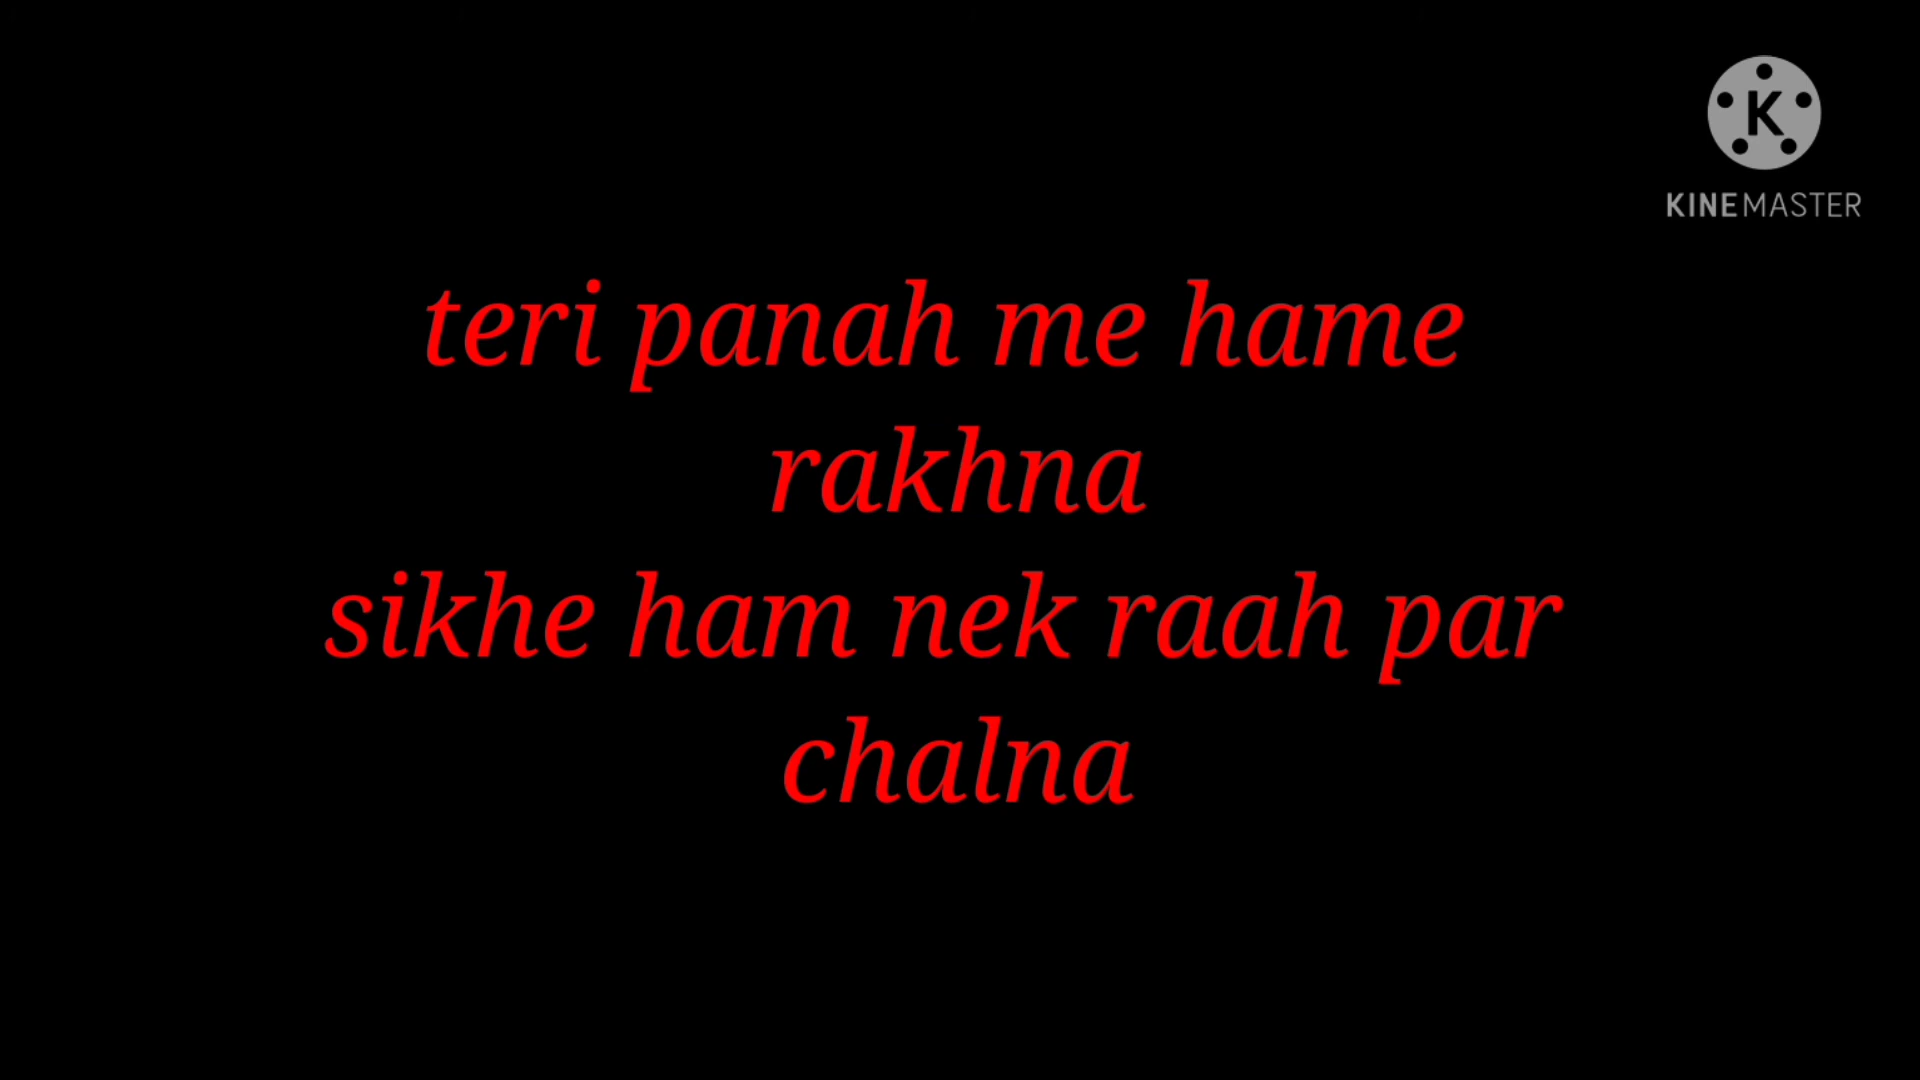 K
KINEMASTER
teri panah me hame
rakhna
sikhe ham nek raah par
chalna